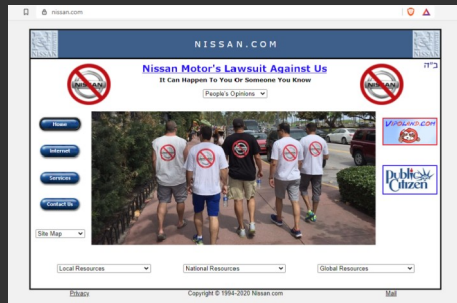 nissan.com
NISSAN.COM
Nissan Motor's Lawsuit Against Us
ב"ה
It Can Happen To You Or Someone You Know
NISSAN
People's Opinions
NISSAN
Home
VIPOLAND.COM
Internet
Services
Public Citizen
Contact Us
Site Map
Local Resources
National Resources
Global Resources
Privacy
Copyright © 1994-2020 Nissan.com
Mail